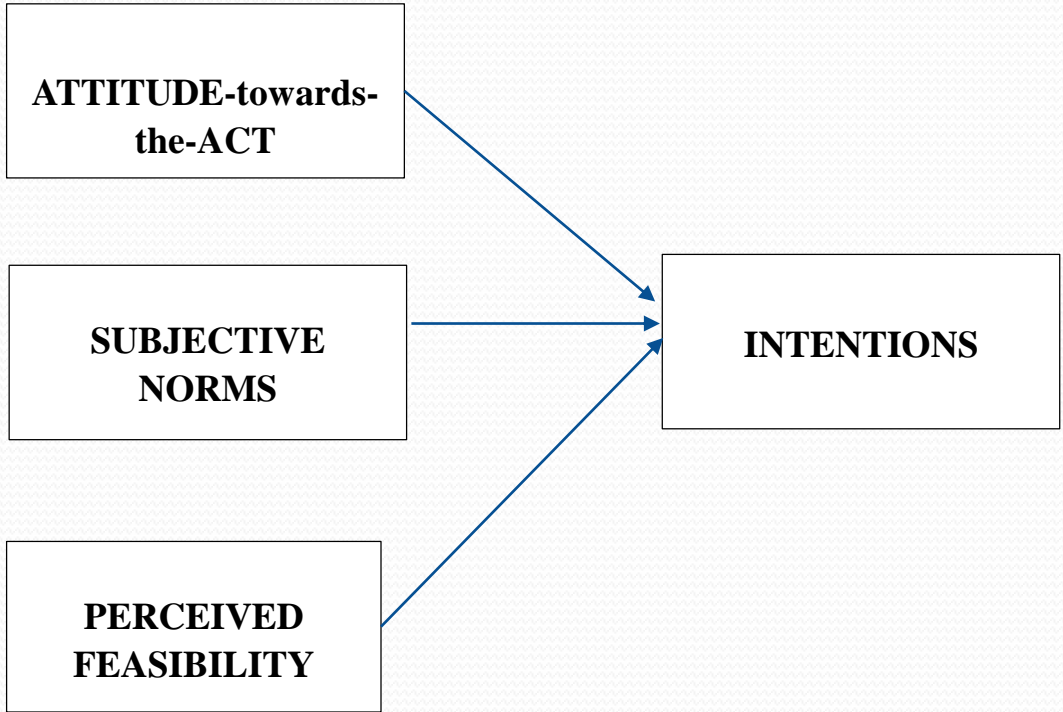 ATTITUDE-towards-
the-ACT
SUBJECTIVE
NORMS
INTENTIONS
PERCEIVED
FEASIBILITY